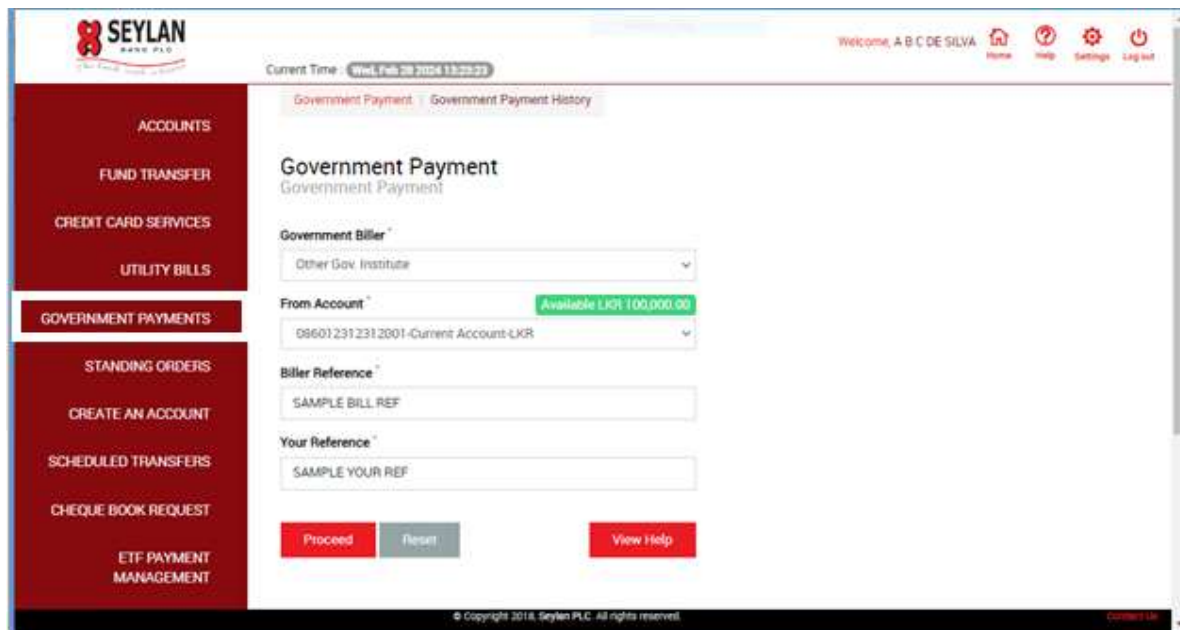 SEYLAN
BANK PLC
Welcome, A B C DE SILVA
Home
Help
Settings
Log out
Current Time : Wed, Feb 28 2024 13:23:23
Government Payment | Government Payment History
ACCOUNTS
FUND TRANSFER
CREDIT CARD SERVICES
UTILITY BILLS
GOVERNMENT PAYMENTS
STANDING ORDERS
CREATE AN ACCOUNT
SCHEDULED TRANSFERS
CHEQUE BOOK REQUEST
ETF PAYMENT
MANAGEMENT
Government Payment
Government Payment
Government Biller *
Other Gov. Institute
From Account *
Available LKR 100,000.00
086012312312001-Current Account-LKR
Biller Reference *
SAMPLE BILL REF
Your Reference *
SAMPLE YOUR REF
Proceed
Reset
View Help
© Copyright 2018, Seylan PLC. All rights reserved.
Contact Us